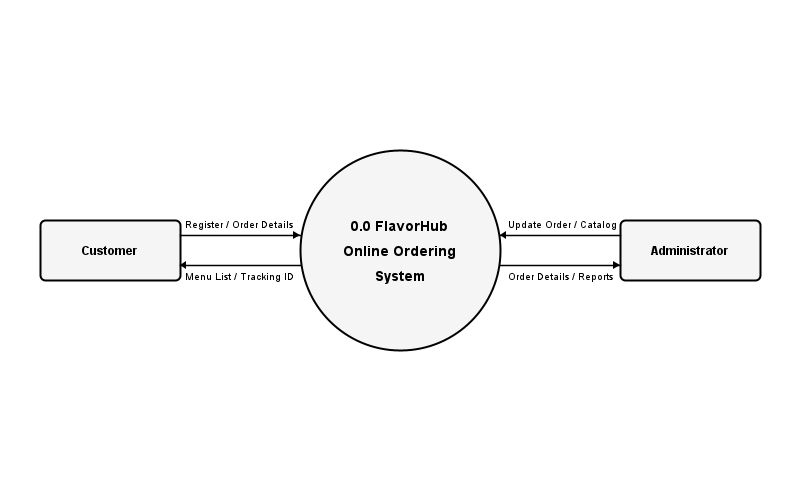 Register / Order Details
Update Order / Catalog
0.0 FlavorHub
Online Ordering
System
Customer
Administrator
Menu List / Tracking ID
Order Details / Reports